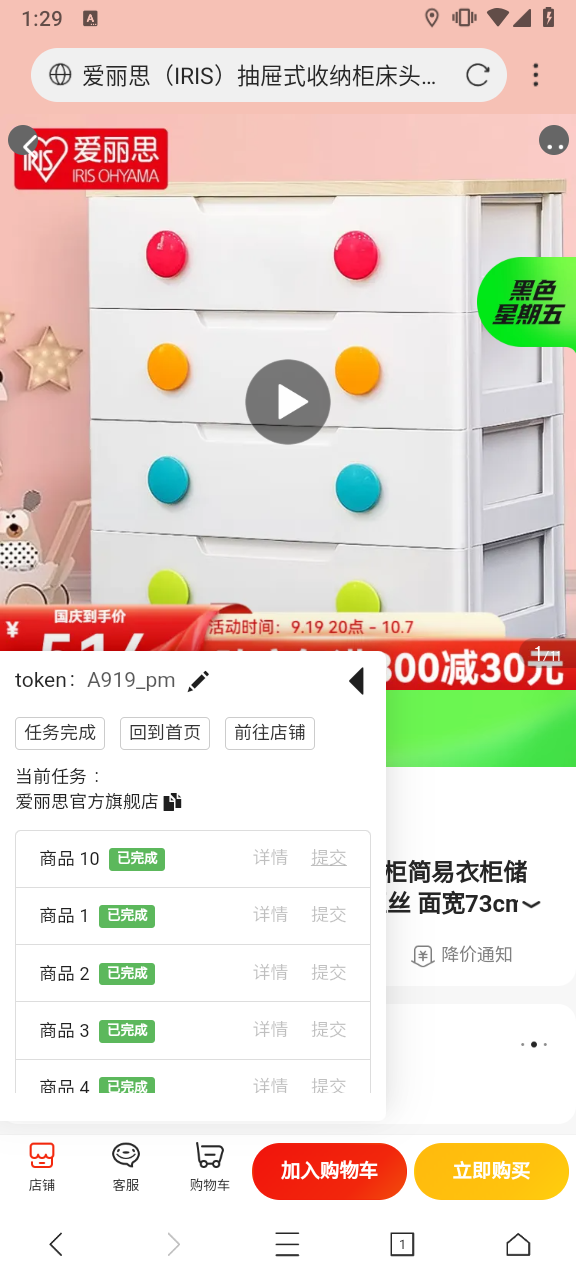 1:29
A
爱丽思（IRIS）抽屉式收纳柜床头...
IRIS
爱丽思
IRIS OHYAMA
黑色
星期五
国庆到手价
¥
活动时间：9.19 20点 - 10.7
300减30元
1/11
token： A919_pm
任务完成 回到首页 前往店铺
当前任务：
爱丽思官方旗舰店
商品 10 已完成 详情 提交
商品 1 已完成 详情 提交
商品 2 已完成 详情 提交
商品 3 已完成 详情 提交
商品 4 已完成 详情 提交
柜简易衣柜储
丝 面宽73cm
降价通知
店铺 客服 购物车 加入购物车 立即购买
1